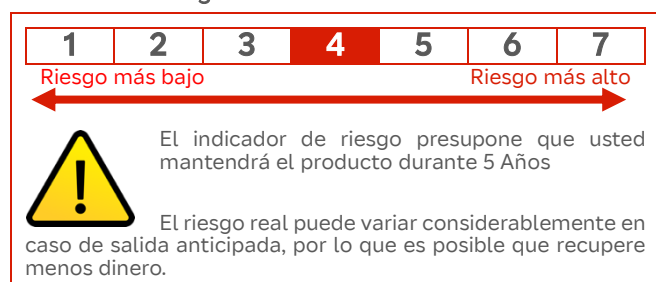 1 2 3 4 5 6 7
Riesgo más bajo Riesgo más alto
El indicador de riesgo presupone que usted
mantendrá el producto durante 5 Años
El riesgo real puede variar considerablemente en
caso de salida anticipada, por lo que es posible que recupere
menos dinero.